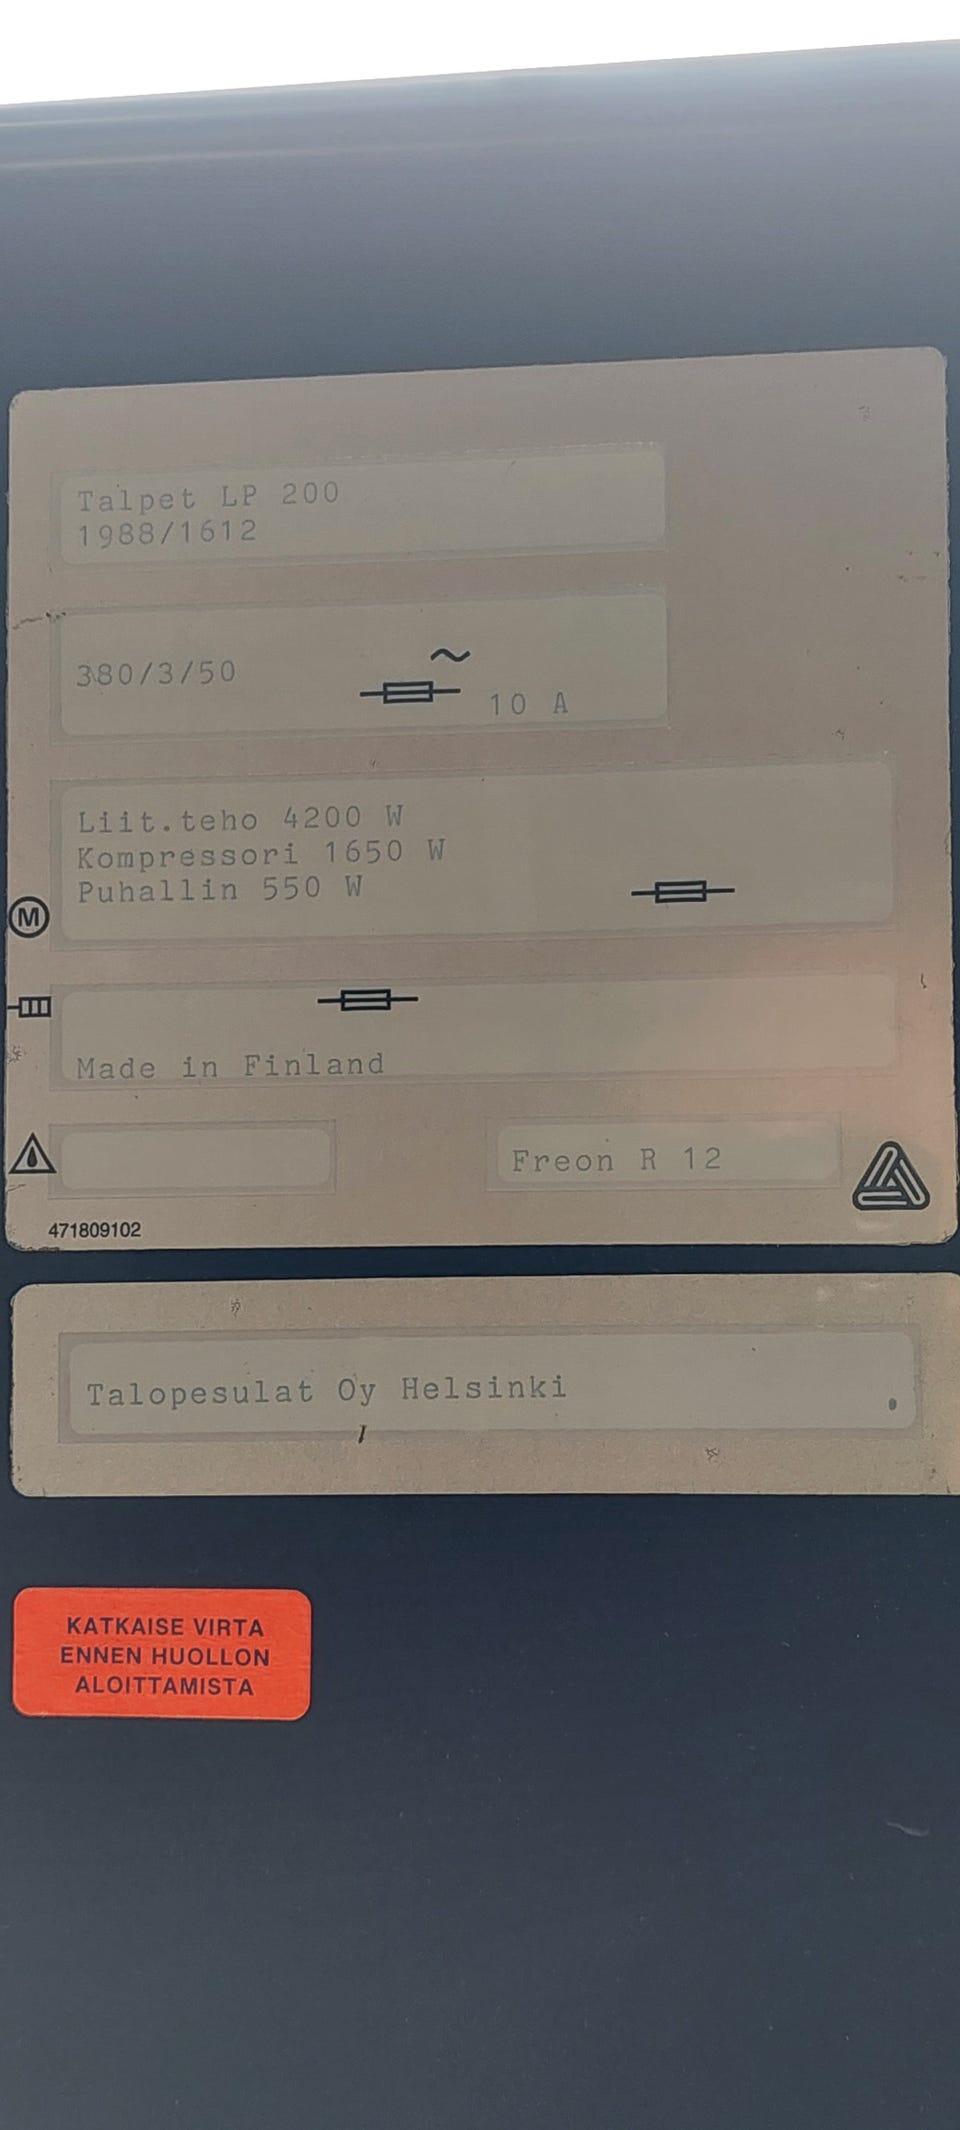 Talpet LP 200
1988/1612
380/3/50 ~
10 A
Liit.teho 4200 W
Kompressori 1650 W
Puhallin 550 W
M
Made in Finland
Freon R 12
471809102
Talopesulat Oy Helsinki
KATKAISE VIRTA
ENNEN HUOLLON
ALOITTAMISTA